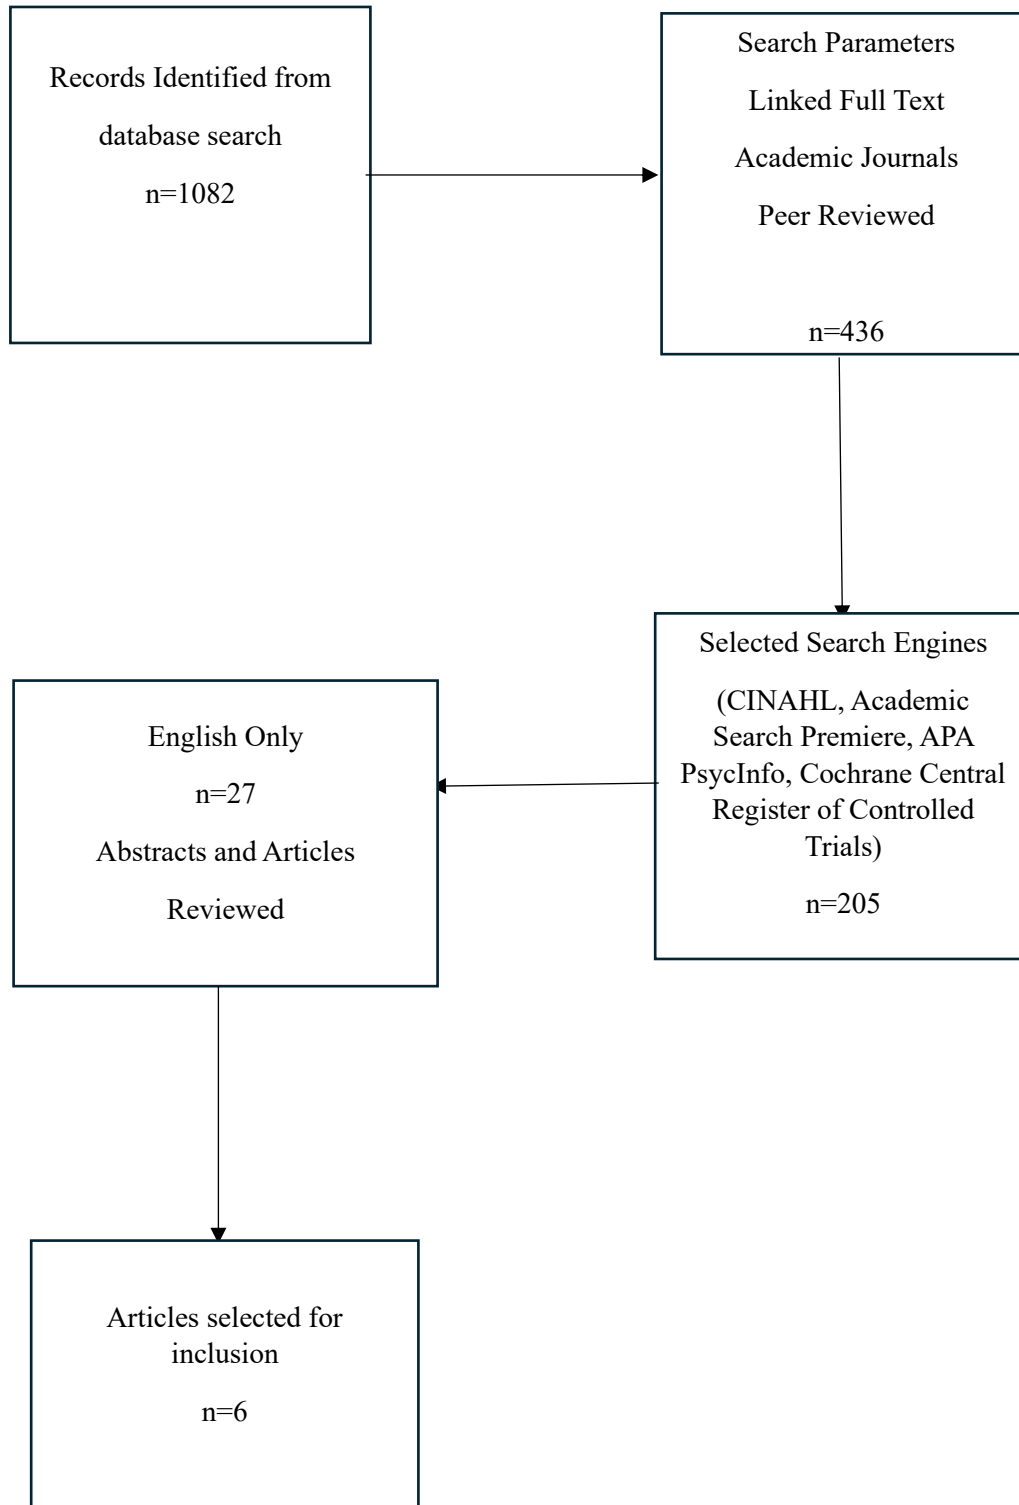 Records Identified from
database search
n=1082
Search Parameters
Linked Full Text
Academic Journals
Peer Reviewed
n=436
Selected Search Engines
(CINAHL, Academic
Search Premiere, APA
PsycInfo, Cochrane Central
Register of Controlled
Trials)
n=205
English Only
n=27
Abstracts and Articles
Reviewed
Articles selected for
inclusion
n=6